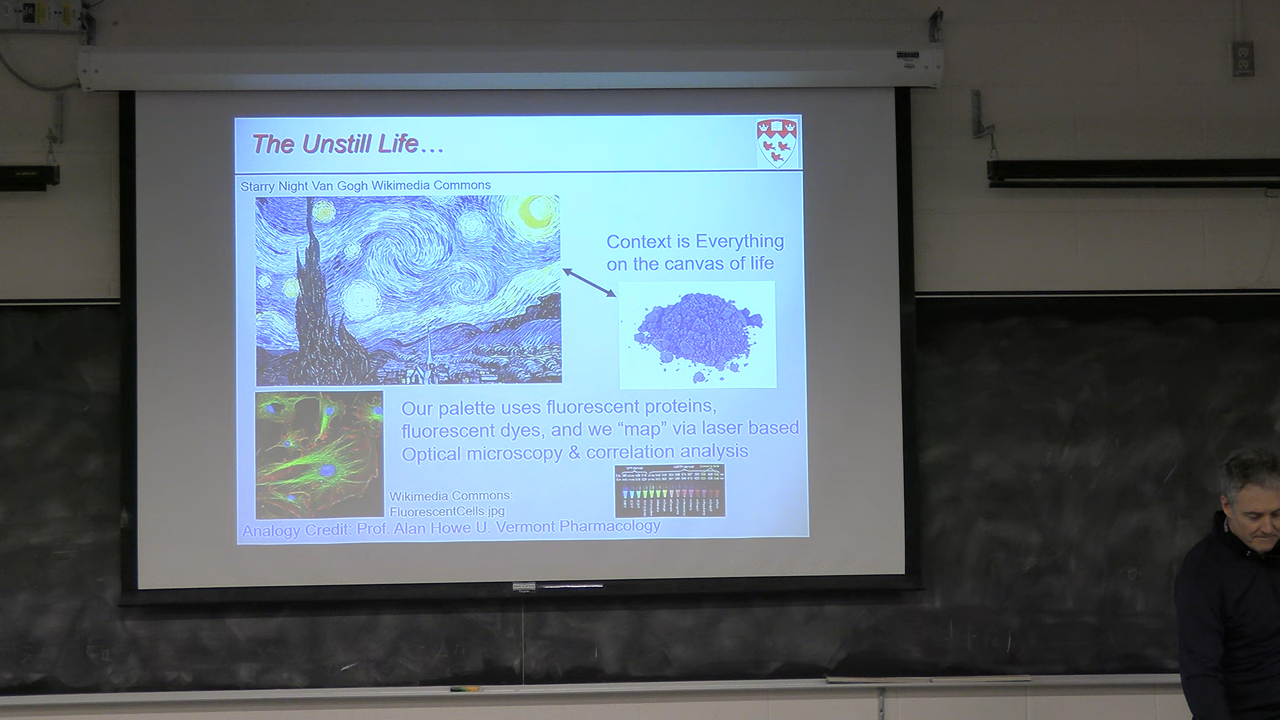 The Unstill Life...
Starry Night Van Gogh Wikimedia Commons
Context is Everything
on the canvas of life
Our palette uses fluorescent proteins,
fluorescent dyes, and we “map” via laser based
Optical microscopy & correlation analysis
Wikimedia Commons:
FluorescentCells.jpg
Analogy Credit: Prof. Alan Howe U. Vermont Pharmacology